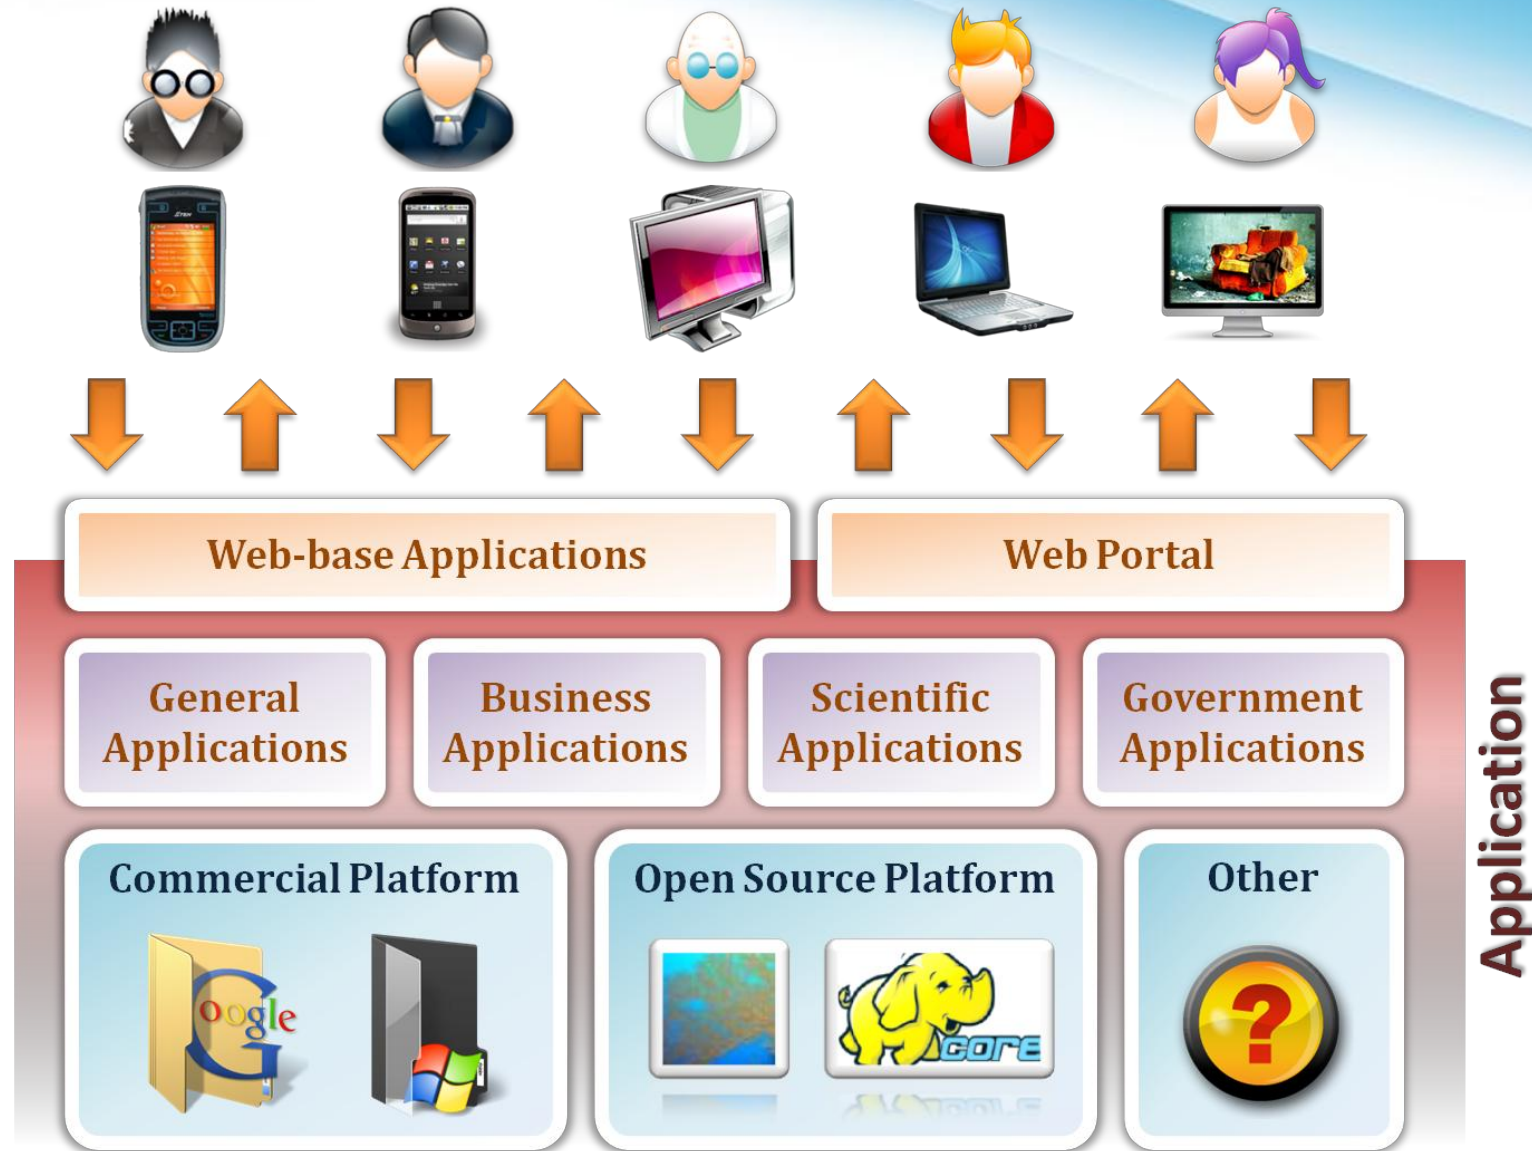 Web-base Applications
Web Portal
General
Applications
Business
Applications
Scientific
Applications
Government
Applications
Application
Commercial Platform
Open Source Platform
Other
Google
core
?